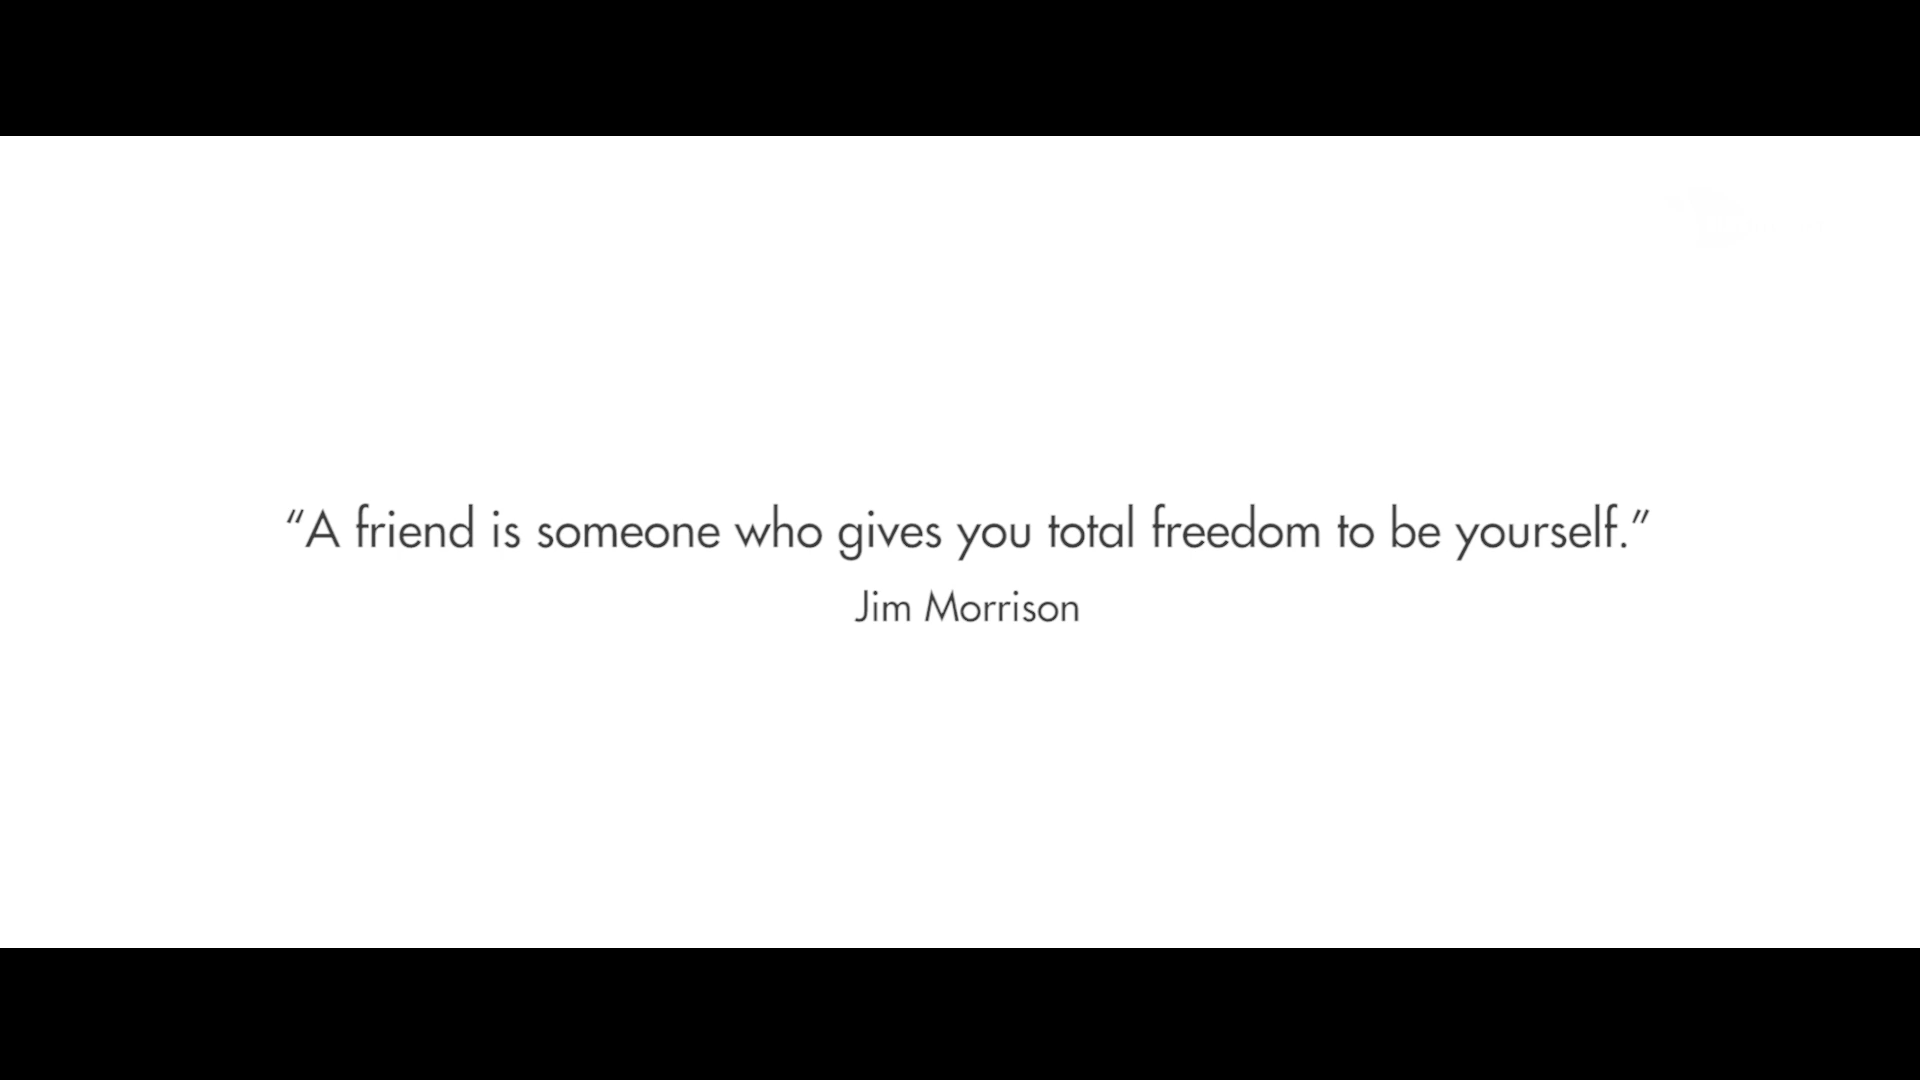 “A friend is someone who gives you total freedom to be yourself.”
Jim Morrison